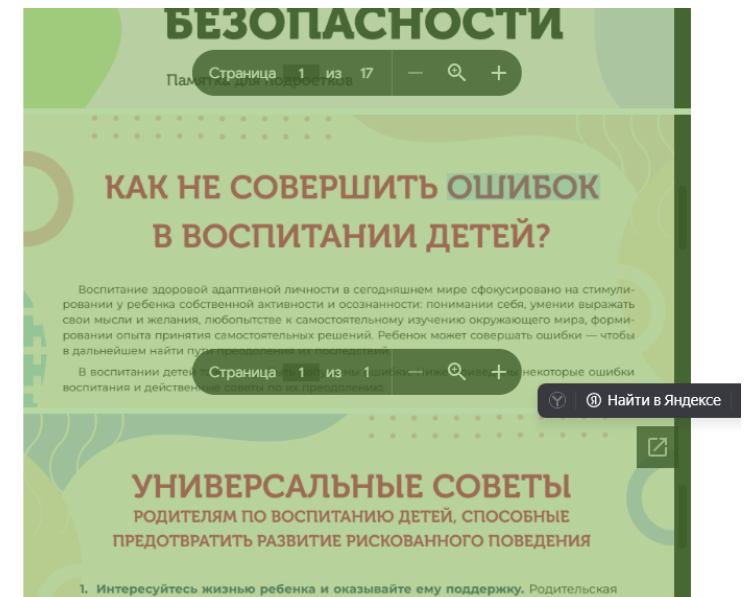 БЕЗОПАСНОСТИ
Страница 1 из 17
Памятка для подростков
КАК НЕ СОВЕРШИТЬ ОШИБОК
В ВОСПИТАНИИ ДЕТЕЙ?
Воспитание здоровой адаптивной личности в сегодняшнем мире сфокусировано на стимули-
ровании у ребенка собственной активности и осознанности: понимании себя, умении выражать
свои мысли и желания, любопытстве к самостоятельному изучению окружающего мира, форми-
ровании опыта принятия самостоятельных решений. Ребенок может совершать ошибки — чтобы
в дальнейшем найти пути преодоления их последствий.
Страница 1 из 1
В воспитании детей некоторые ошибки
воспитания и действенные советы по их преодолению.
Найти в Яндексе
УНИВЕРСАЛЬНЫЕ СОВЕТЫ
РОДИТЕЛЯМ ПО ВОСПИТАНИЮ ДЕТЕЙ, СПОСОБНЫЕ
ПРЕДОТВРАТИТЬ РАЗВИТИЕ РИСКОВАННОГО ПОВЕДЕНИЯ
1. Интересуйтесь жизнью ребенка и оказывайте ему поддержку. Родительская